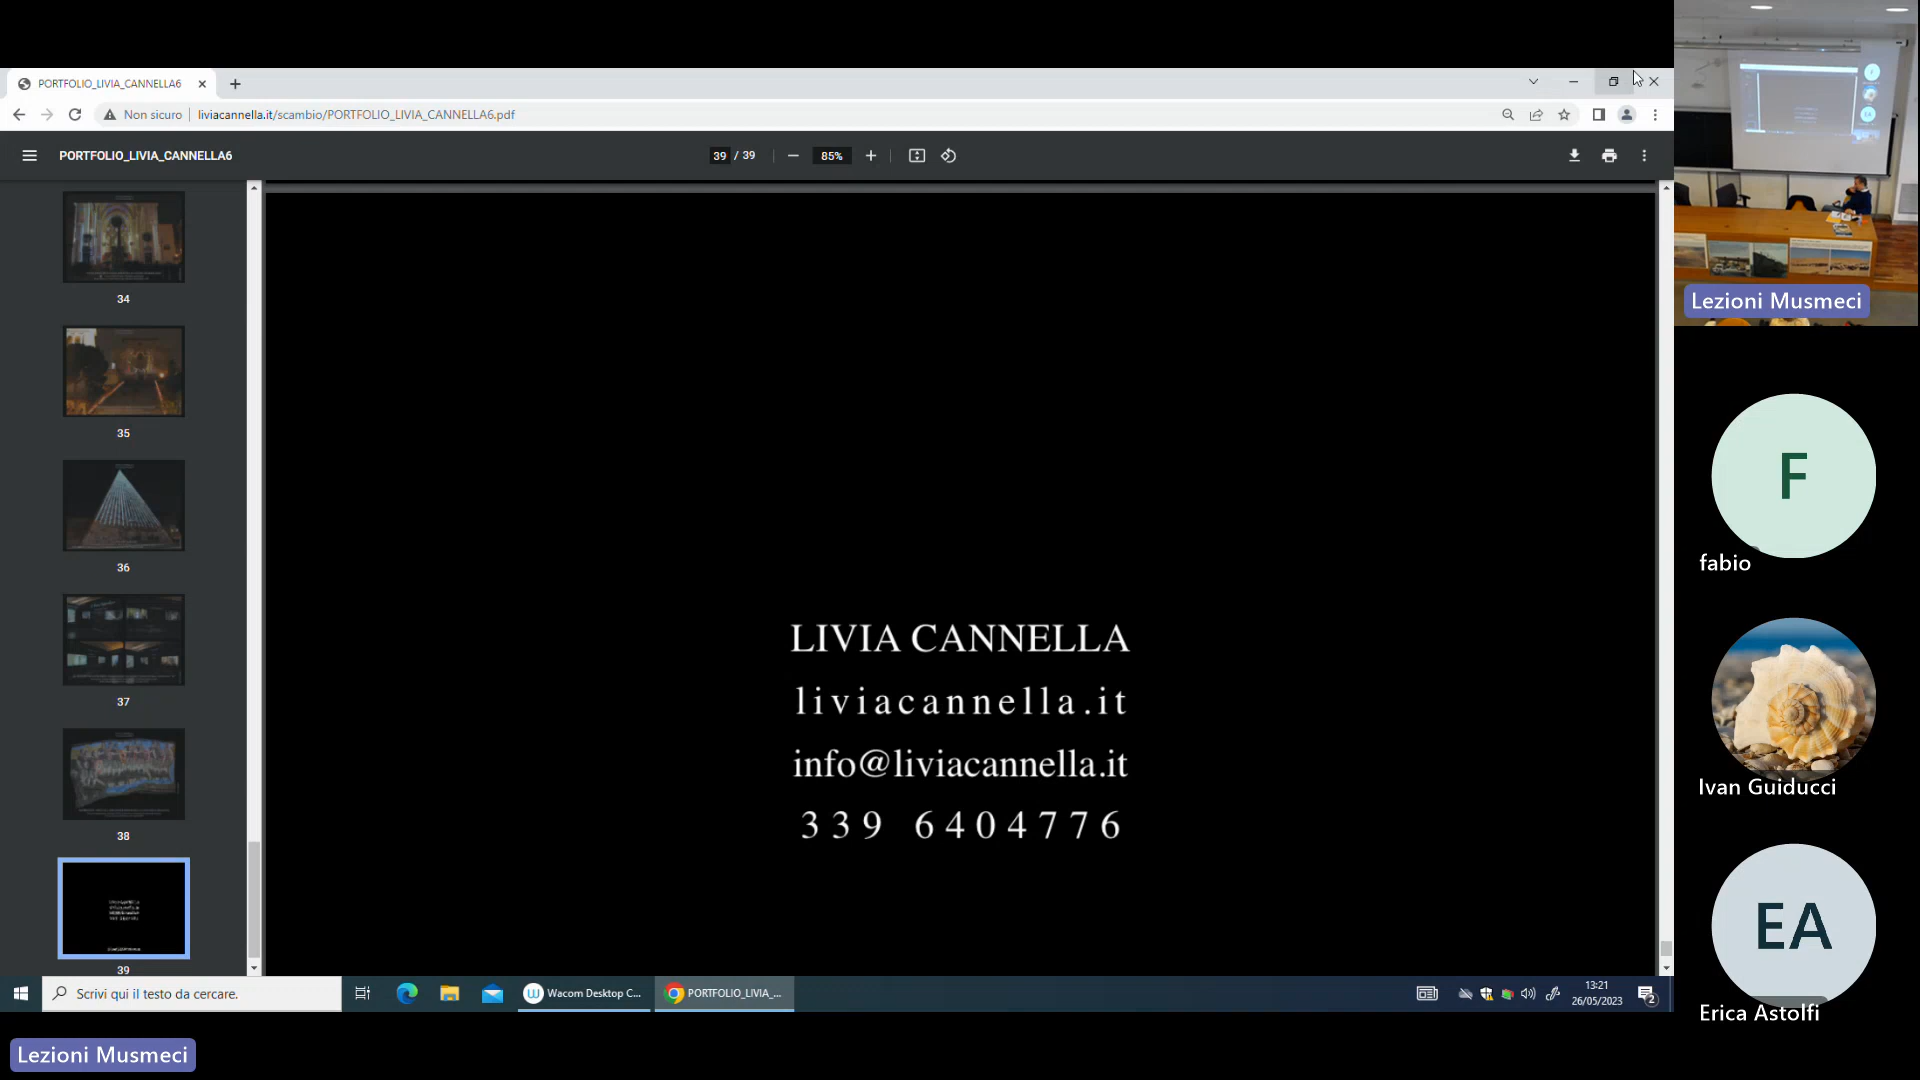 PORTFOLIO_LIVIA_CANNELLA6
Non sicuro
liviacannella.it/scambio/PORTFOLIO_LIVIA_CANNELLA6.pdf
PORTFOLIO_LIVIA_CANNELLA6
39 / 39
85%
34
35
36
37
38
39
LIVIA CANNELLA
liviacannella.it
info@liviacannella.it
339 6404776
Scrivi qui il testo da cercare.
Wacom Desktop C...
PORTFOLIO_LIVIA_...
13:21
26/05/2023
2
Lezioni Musmeci
Lezioni Musmeci
F
fabio
Ivan Guiducci
EA
Erica Astolfi